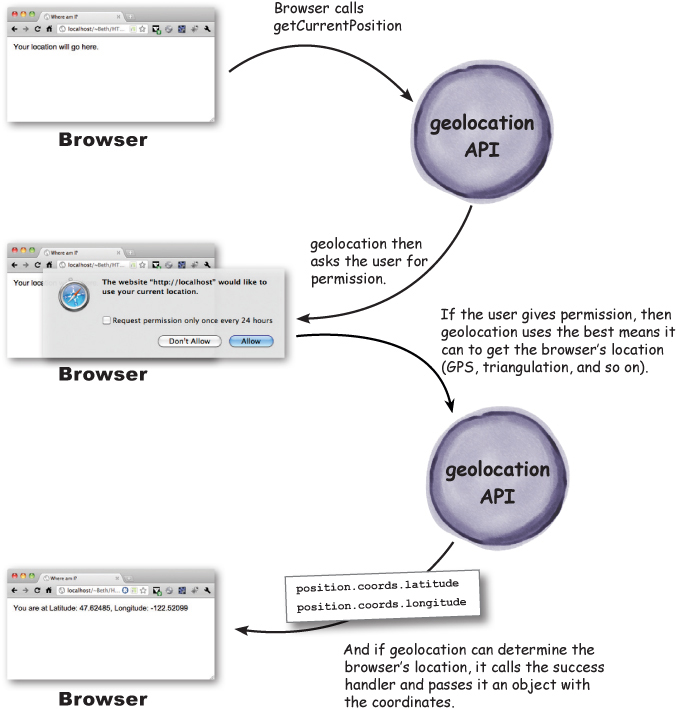 Where am I?
localhost/~Beth/HT...
Your location will go here.
Browser
Browser calls
getCurrentPosition
geolocation
API
geolocation then
asks the user for
permission.
Where am I?
localhost/~Beth/H...
Your loca
The website "http://localhost" would like to
use your current location.
Request permission only once every 24 hours
Don't Allow
Allow
Browser
If the user gives permission, then
geolocation uses the best means it
can to get the browser's location
(GPS, triangulation, and so on).
geolocation
API
position.coords.latitude
position.coords.longitude
Where am I?
localhost/~Beth/H...
You are at Latitude: 47.62485, Longitude: -122.52099
Browser
And if geolocation can determine the
browser's location, it calls the success
handler and passes it an object with
the coordinates.